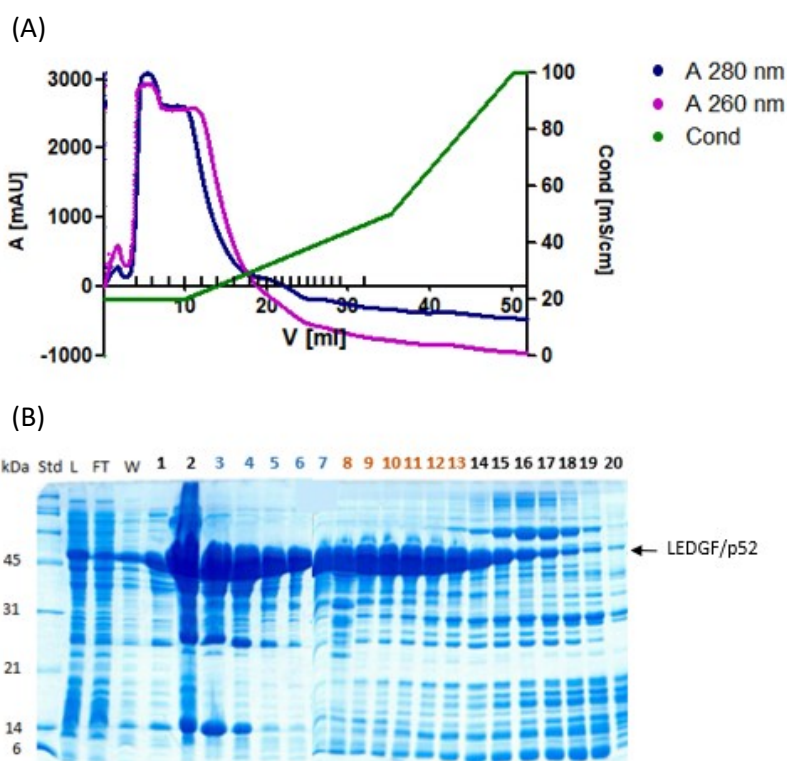 (A)
A [mAU]
3000
2000
1000
0
-1000
10
20
30
40
50
V [ml]
100
80
60
40
20
0
Cond [mS/cm]
A 280 nm
A 260 nm
Cond
(B)
kDa Std L FT W 1 2 3 4 5 6 7 8 9 10 11 12 13 14 15 16 17 18 19 20
45
31
21
14
6
LEDGF/p52